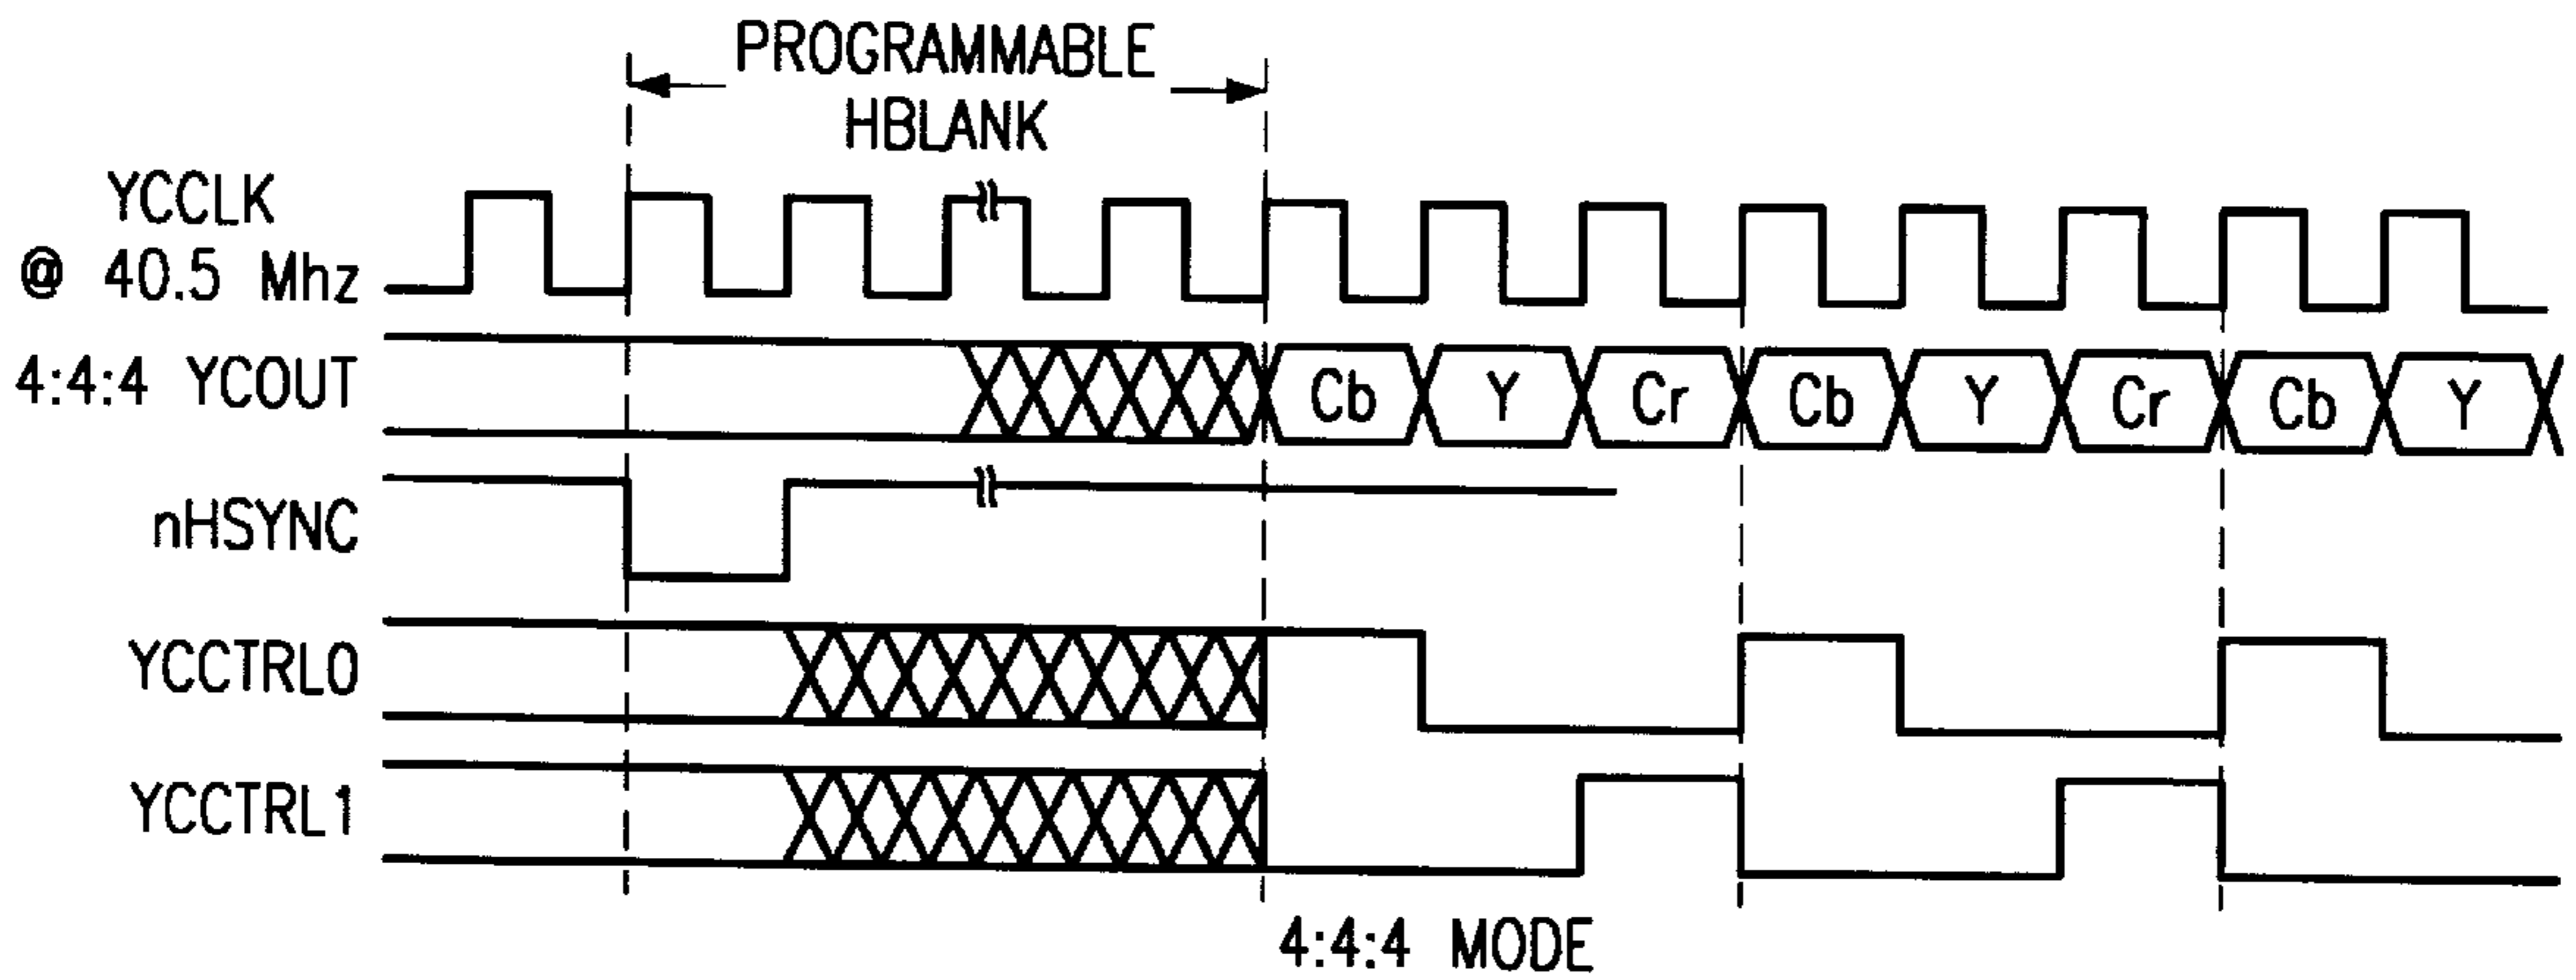 PROGRAMMABLE
HBLANK
YCCLK
@ 40.5 Mhz
4:4:4 YCOUT
Cb Y Cr Cb Y Cr Cb Y
nHSYNC
YCCTRL0
YCCTRL1
4:4:4 MODE